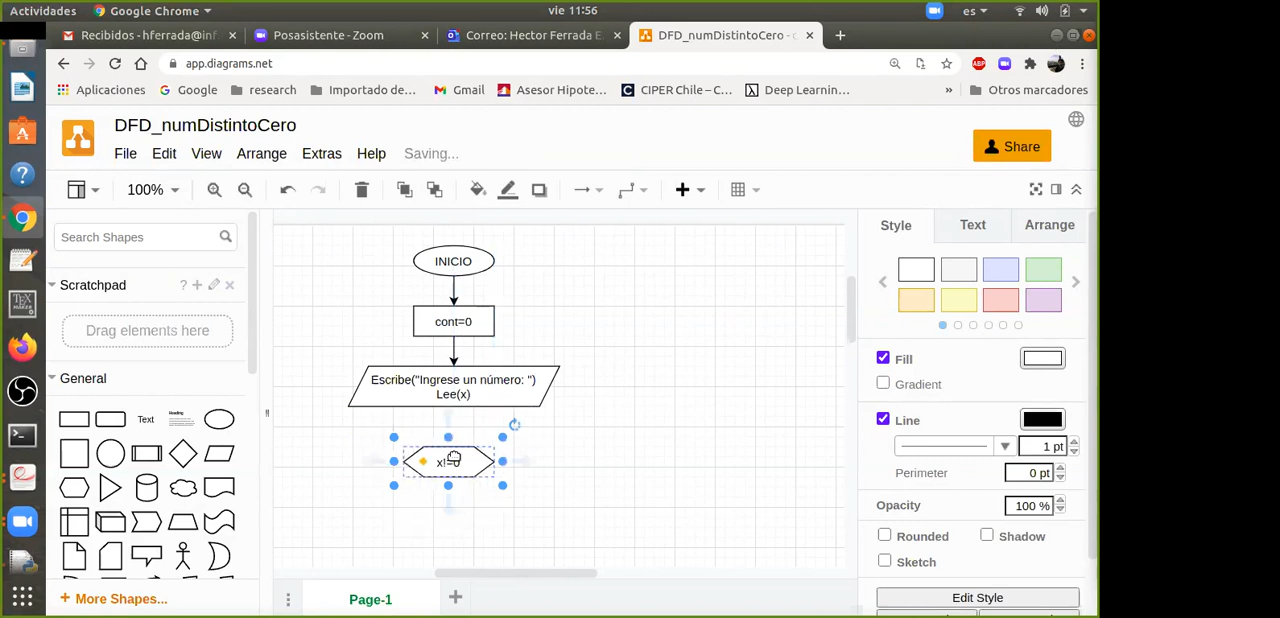 Actividades
Google Chrome
vie 11:56
es
Recibidos - hferrada@inf
Posasistente - Zoom
Correo: Hector Ferrada E
DFD_numDistintoCero - 
app.diagrams.net
ABP
Aplicaciones
Google
research
Importado de...
Gmail
Asesor Hipote...
CIPER Chile – C...
Deep Learnin...
»
Otros marcadores
DFD_numDistintoCero
File
Edit
View
Arrange
Extras
Help
Saving...
Share
100%
Search Shapes
Scratchpad
Drag elements here
General
Text
Heading
More Shapes...
INICIO
cont=0
Escribe("Ingrese un número: ")
Lee(x)
x!=0
Page-1
Style
Text
Arrange
Fill
Gradient
Line
1 pt
Perimeter
0 pt
Opacity
100 %
Rounded
Shadow
Sketch
Edit Style